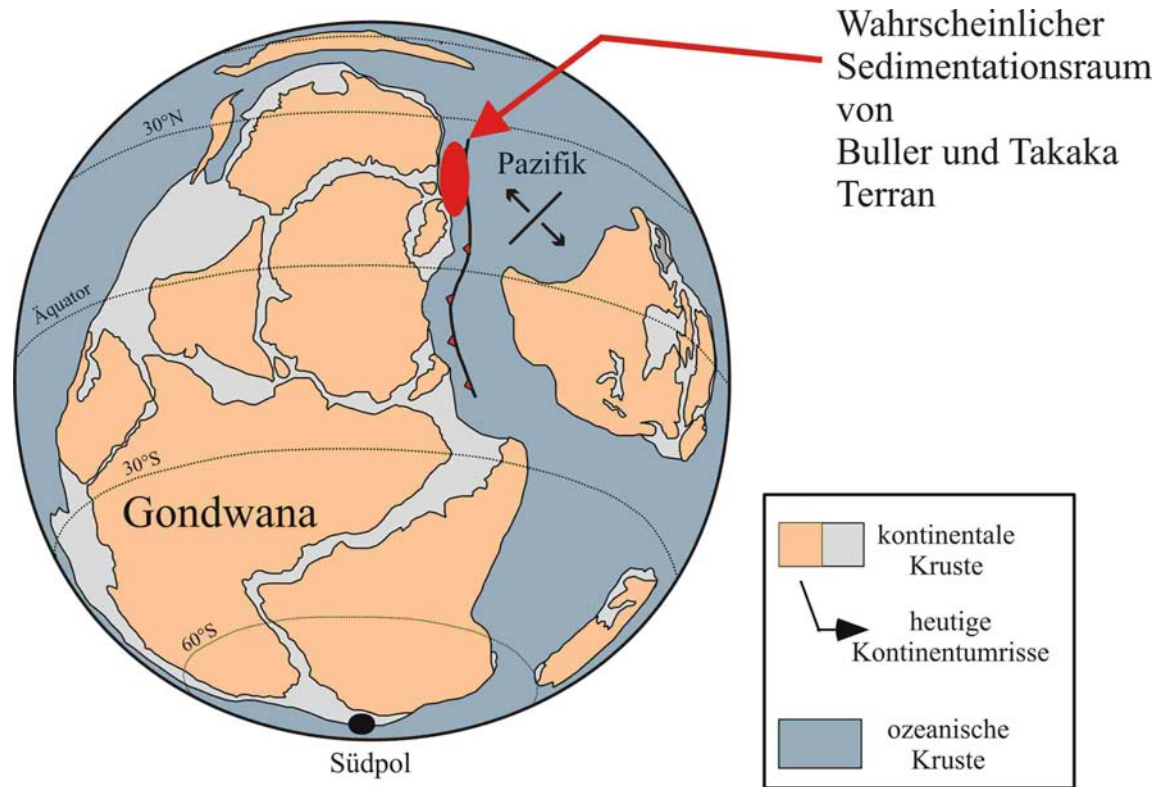 Wahrscheinlicher
Sedimentationsraum
von
Buller und Takaka
Terran
30°N
Pazifik
Äquator
30°S
Gondwana
60°S
Südpol
kontinentale
Kruste
heutige
Kontinentumrisse
ozeanische
Kruste